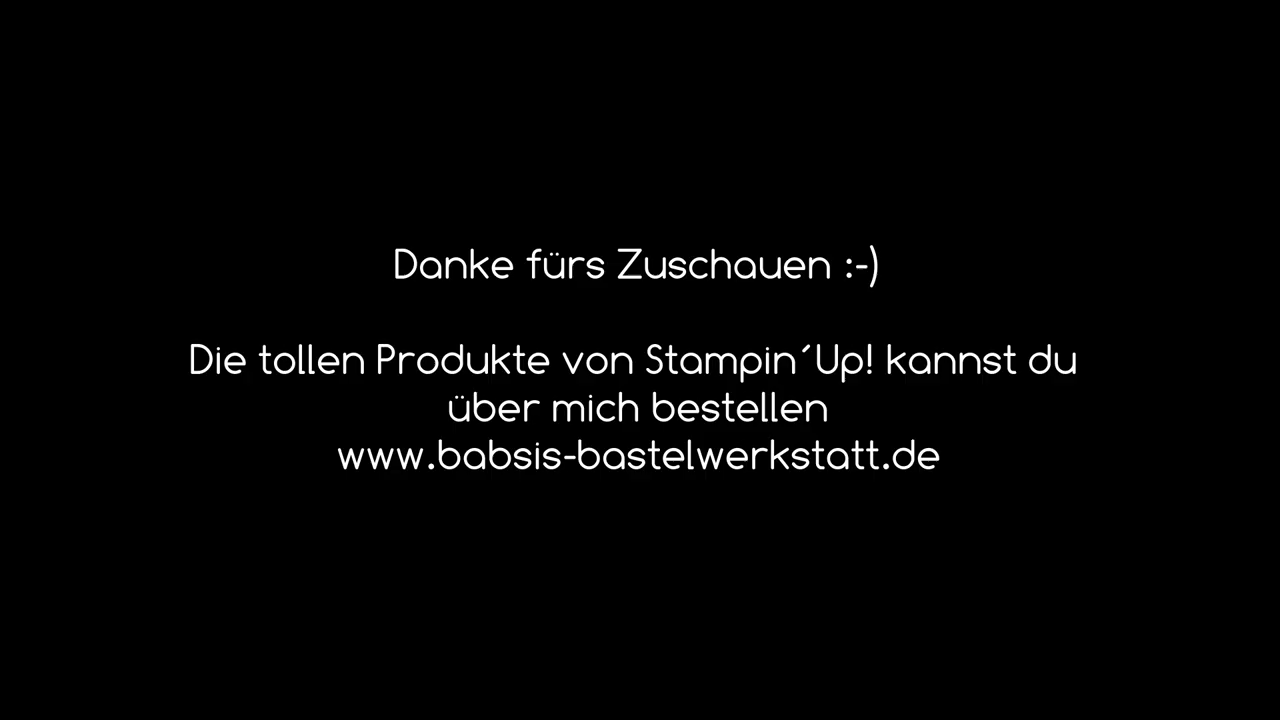 Danke fürs Zuschauen :-)
Die tollen Produkte von Stampin´Up! kannst du
über mich bestellen
www.babsis-bastelwerkstatt.de